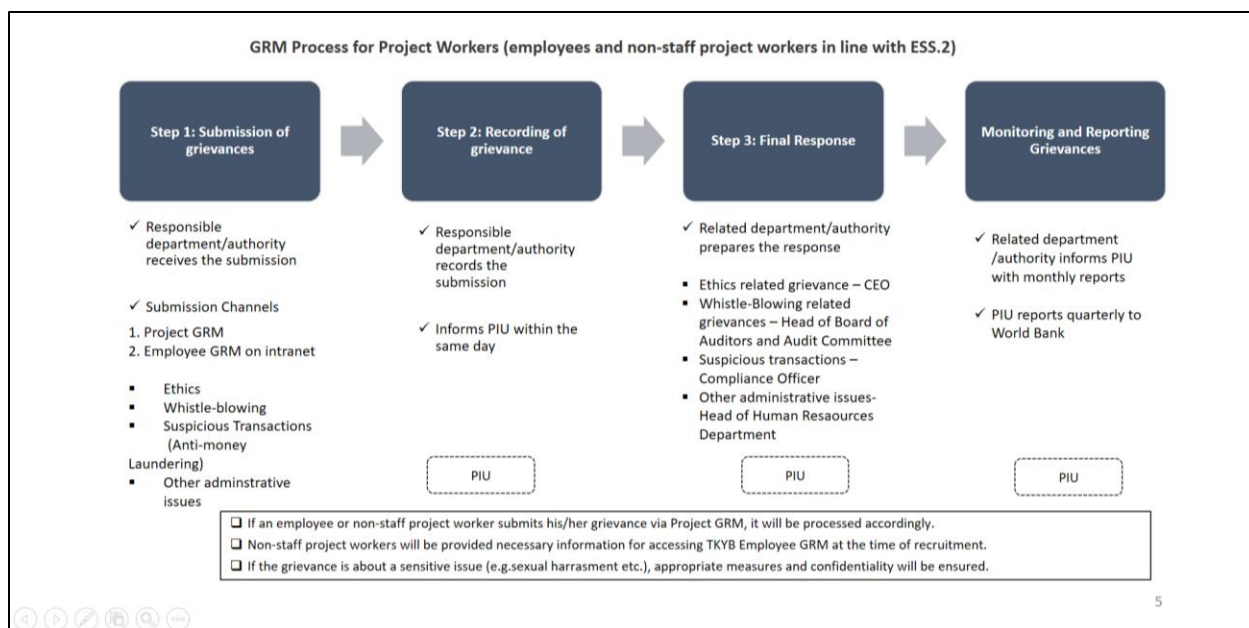 GRM Process for Project Workers (employees and non-staff project workers in line with ESS.2)
Step 1: Submission of
grievances
Step 2: Recording of
grievance
Step 3: Final Response
Monitoring and Reporting
Grievances
✓ Responsible
department/authority
receives the submission
✓ Submission Channels
1. Project GRM
2. Employee GRM on intranet
▪ Ethics
▪ Whistle-blowing
▪ Suspicious Transactions
(Anti-money
Laundering)
▪ Other adminstrative
issues
✓ Responsible
department/authority
records the
submission
✓ Informs PIU within the
same day
PIU
✓ Related department/authority
prepares the response
▪ Ethics related grievance – CEO
▪ Whistle-Blowing related
grievances – Head of Board of
Auditors and Audit Committee
▪ Suspicious transactions –
Compliance Officer
▪ Other administrative issues-
Head of Human Resaources
Department
PIU
✓ Related department
/authority informs PIU
with monthly reports
✓ PIU reports quarterly to
World Bank
PIU
❑ If an employee or non-staff project worker submits his/her grievance via Project GRM, it will be processed accordingly.
❑ Non-staff project workers will be provided necessary information for accessing TKYB Employee GRM at the time of recruitment.
❑ If the grievance is about a sensitive issue (e.g.sexual harrasment etc.), appropriate measures and confidentiality will be ensured.
5